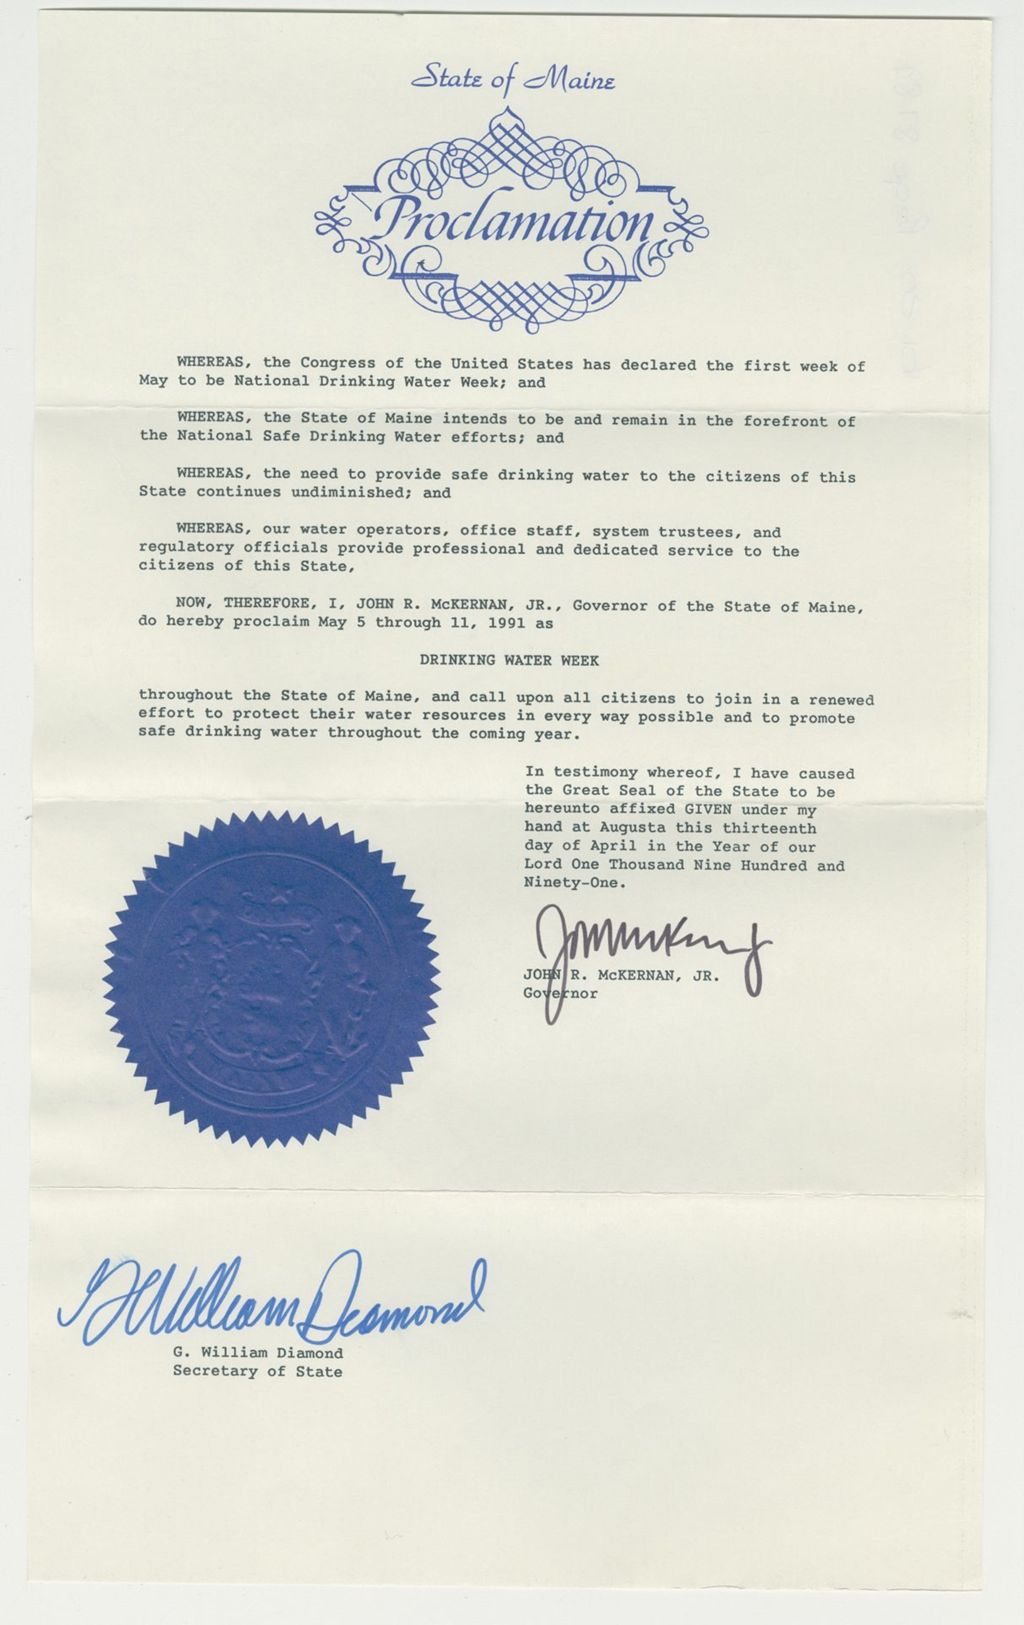 State of Maine
Proclamation
WHEREAS, the Congress of the United States has declared the first week of
May to be National Drinking Water Week; and
WHEREAS, the State of Maine intends to be and remain in the forefront of
the National Safe Drinking Water efforts; and
WHEREAS, the need to provide safe drinking water to the citizens of this
State continues undiminished; and
WHEREAS, our water operators, office staff, system trustees, and
regulatory officials provide professional and dedicated service to the
citizens of this State,
NOW, THEREFORE, I, JOHN R. McKERNAN, JR., Governor of the State of Maine,
do hereby proclaim May 5 through 11, 1991 as
DRINKING WATER WEEK
throughout the State of Maine, and call upon all citizens to join in a renewed
effort to protect their water resources in every way possible and to promote
safe drinking water throughout the coming year.
In testimony whereof, I have caused
the Great Seal of the State to be
hereunto affixed GIVEN under my
hand at Augusta this thirteenth
day of April in the Year of our
Lord One Thousand Nine Hundred and
Ninety-One.
JOHN R. McKERNAN, JR.
Governor
G William Diamond
G. William Diamond
Secretary of State